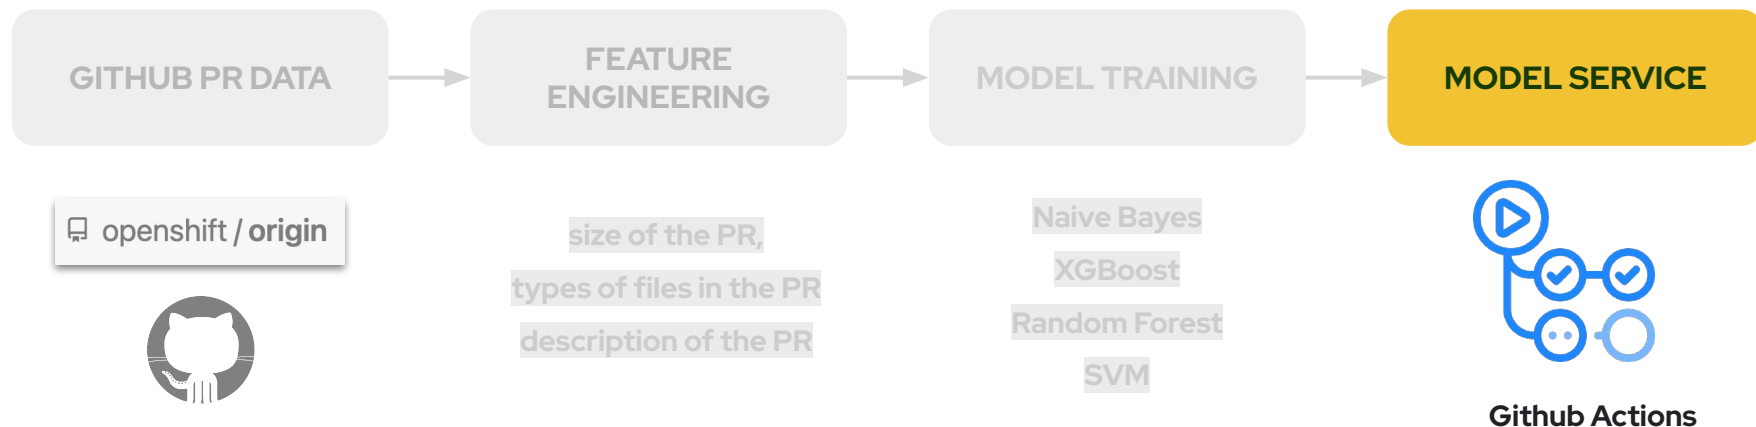 GITHUB PR DATA
FEATURE
ENGINEERING
MODEL TRAINING
MODEL SERVICE
openshift / origin
size of the PR,
types of files in the PR
description of the PR
Naive Bayes
XGBoost
Random Forest
SVM
Github Actions